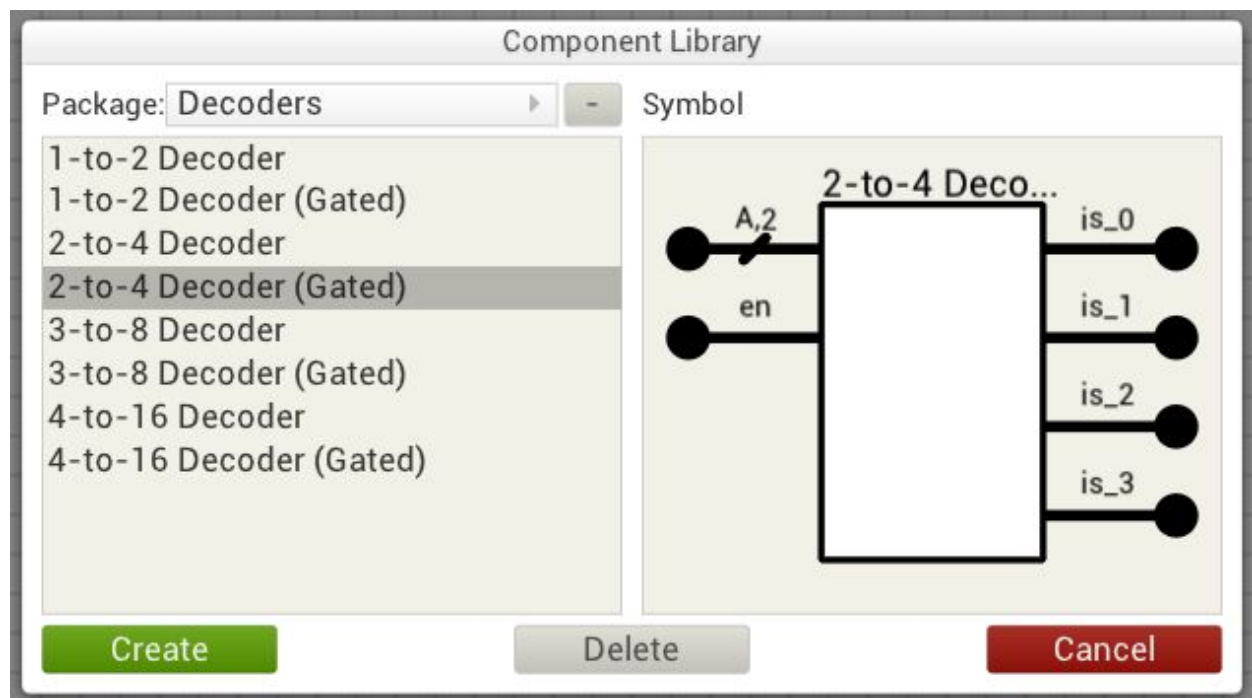 Component Library
Package: Decoders -
1-to-2 Decoder
1-to-2 Decoder (Gated)
2-to-4 Decoder
2-to-4 Decoder (Gated)
3-to-8 Decoder
3-to-8 Decoder (Gated)
4-to-16 Decoder
4-to-16 Decoder (Gated)
Symbol
2-to-4 Deco...
A,2
en
is_0
is_1
is_2
is_3
Create
Delete
Cancel